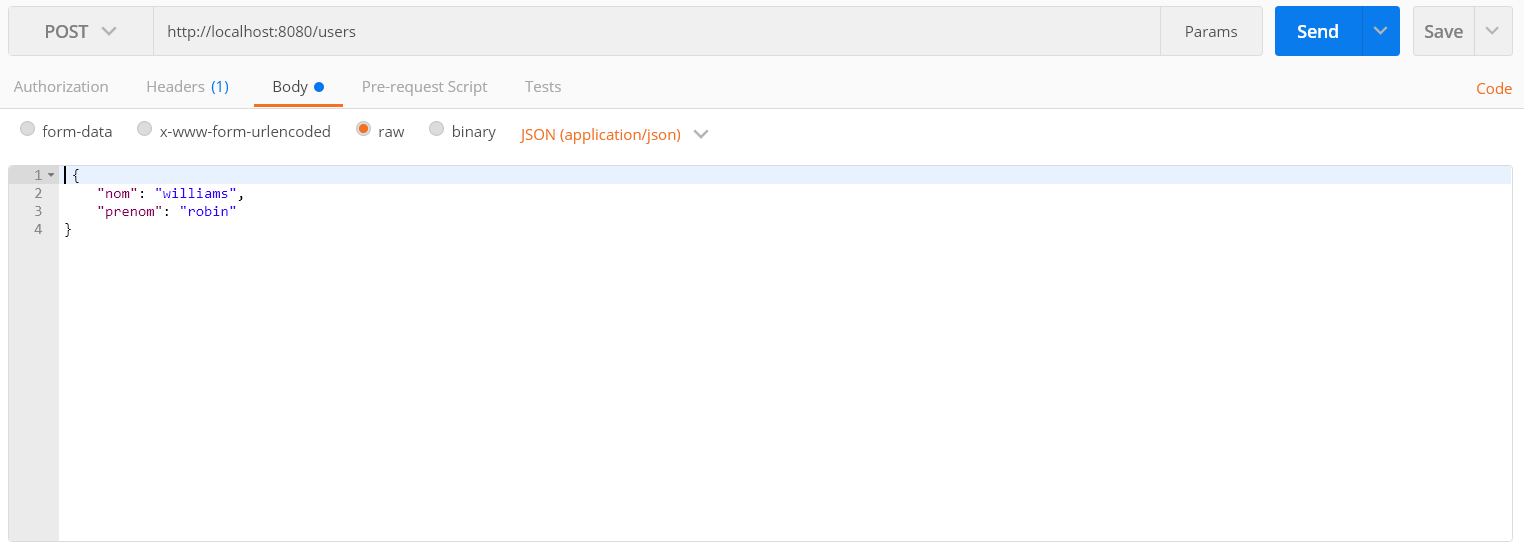 POST http://localhost:8080/users Params Send Save
Authorization Headers (1) Body Pre-request Script Tests Code
form-data x-www-form-urlencoded raw binary JSON (application/json)
1 {
2 "nom": "williams",
3 "prenom": "robin"
4 }